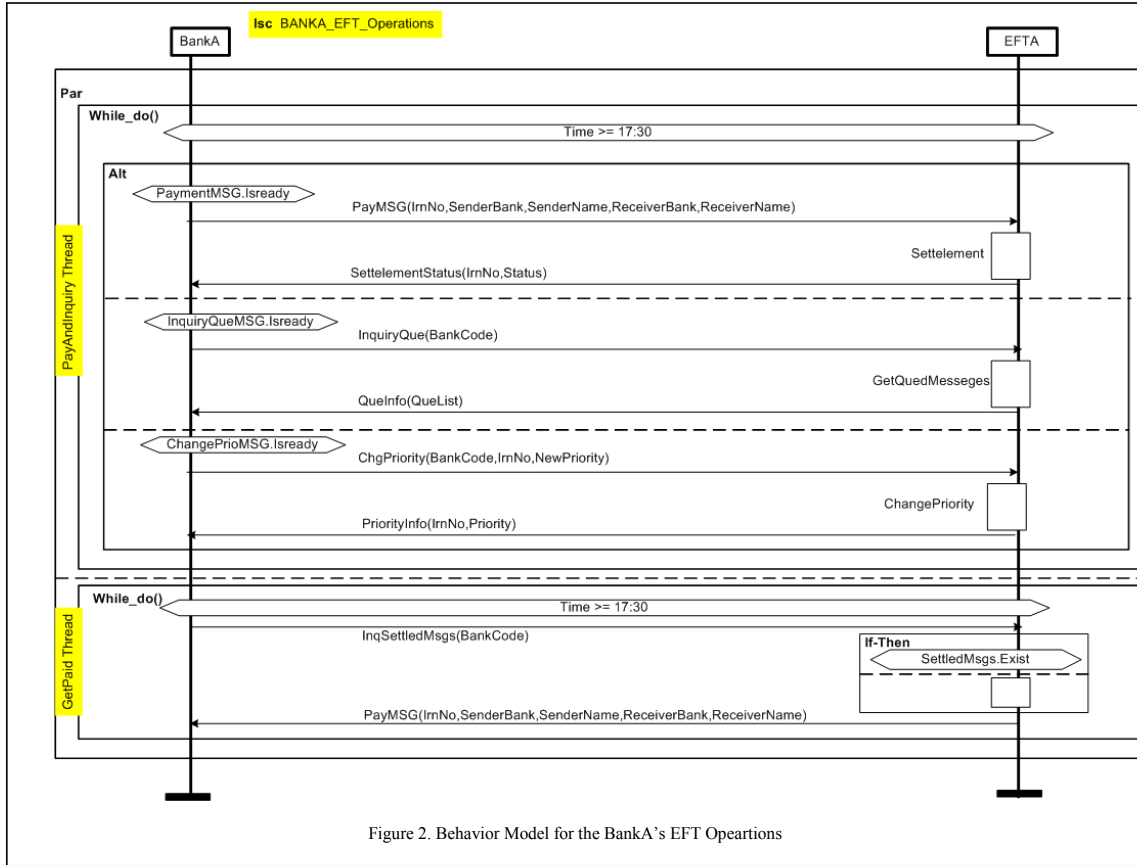 lsc BANKA_EFT_Operations
BankA
EFTA
Par
While_do()
Time >= 17:30
Alt
PaymentMSG.Isready
PayMSG(IrnNo,SenderBank,SenderName,ReceiverBank,ReceiverName)
Settelement
SettelementStatus(IrnNo,Status)
PayAndInquiry Thread
InquiryQueMSG.Isready
InquiryQue(BankCode)
GetQuedMesseges
QueInfo(QueList)
ChangePrioMSG.Isready
ChgPriority(BankCode,IrnNo,NewPriority)
ChangePriority
PriorityInfo(IrnNo,Priority)
While_do()
Time >= 17:30
GetPaid Thread
InqSettledMsgs(BankCode)
If-Then
SettledMsgs.Exist
PayMSG(IrnNo,SenderBank,SenderName,ReceiverBank,ReceiverName)
Figure 2. Behavior Model for the BankA's EFT Opeartions